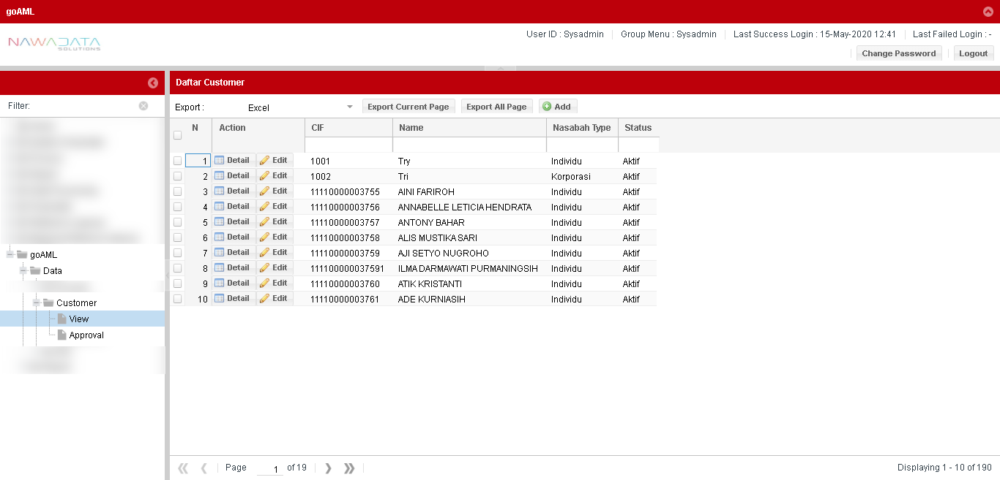 goAML
NAWADATA
SOLUTIONS
User ID : Sysadmin
Group Menu : Sysadmin
Last Success Login : 15-May-2020 12:41
Last Failed Login : -
Change Password
Logout
Filter:
goAML
Data
Customer
View
Approval
Daftar Customer
Export :
Excel
Export Current Page
Export All Page
Add
N Action CIF Name Nasabah Type Status
1 Detail Edit 1001 Try Individu Aktif
2 Detail Edit 1002 Tri Korporasi Aktif
3 Detail Edit 11110000003755 AINI FARIROH Individu Aktif
4 Detail Edit 11110000003756 ANNABELLE LETICIA HENDRATA Individu Aktif
5 Detail Edit 11110000003757 ANTONY BAHAR Individu Aktif
6 Detail Edit 11110000003758 ALIS MUSTIKA SARI Individu Aktif
7 Detail Edit 11110000003759 AJI SETYO NUGROHO Individu Aktif
8 Detail Edit 111100000037591 ILMA DARMAWATI PURMANINGSIH Individu Aktif
9 Detail Edit 11110000003760 ATIK KRISTANTI Individu Aktif
10 Detail Edit 11110000003761 ADE KURNIASIH Individu Aktif
Page 1 of 19
Displaying 1 - 10 of 190